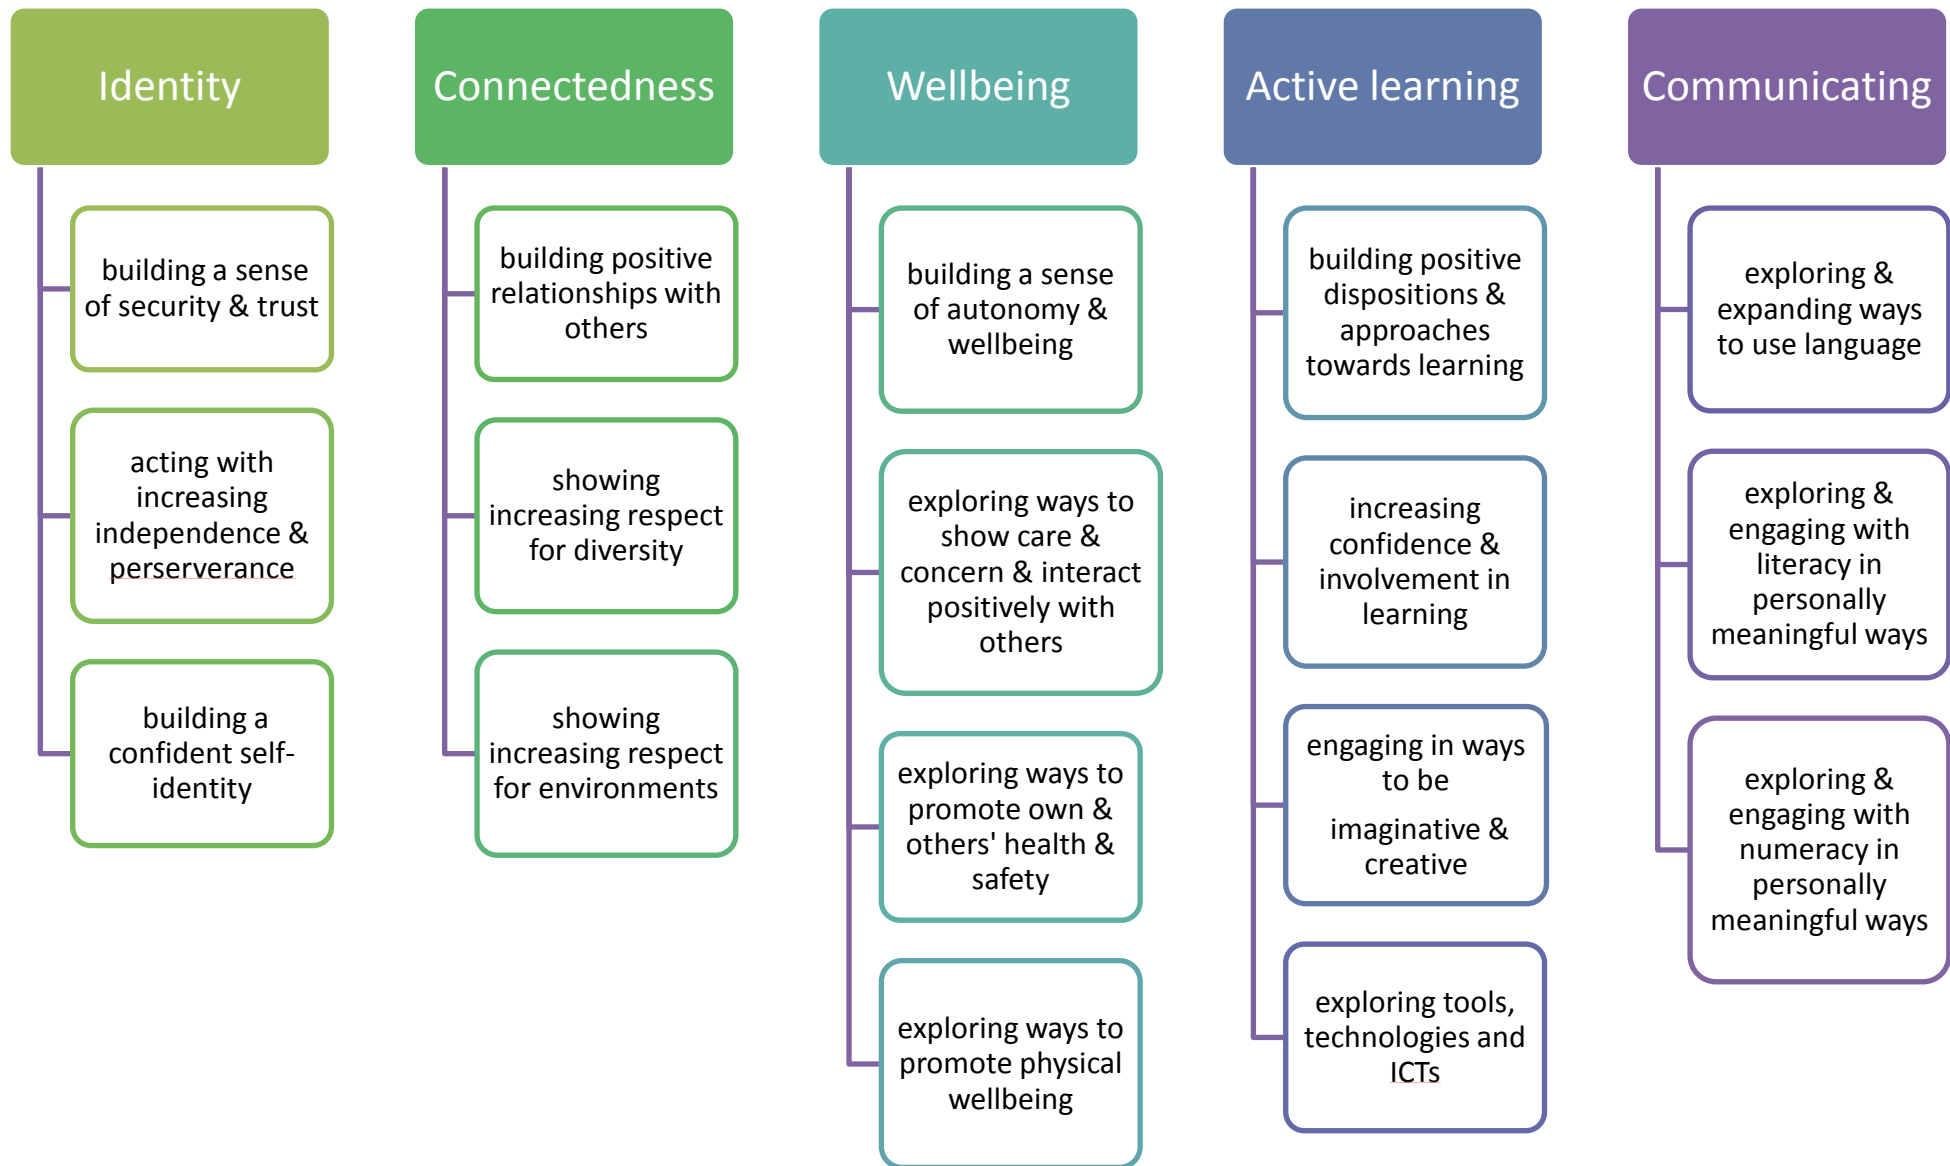 Identity
building a sense
of security & trust
acting with
increasing
independence &
perserverance
building a
confident self-
identity
Connectedness
building positive
relationships with
others
showing
increasing respect
for diversity
showing
increasing respect
for environments
Wellbeing
building a sense
of autonomy &
wellbeing
exploring ways to
show care &
concern & interact
positively with
others
exploring ways to
promote own &
others' health &
safety
exploring ways to
promote physical
wellbeing
Active learning
building positive
dispositions &
approaches
towards learning
increasing
confidence &
involvement in
learning
engaging in ways
to be
imaginative &
creative
exploring tools,
technologies and
ICTs
Communicating
exploring &
expanding ways
to use language
exploring &
engaging with
literacy in
personally
meaningful ways
exploring &
engaging with
numeracy in
personally
meaningful ways